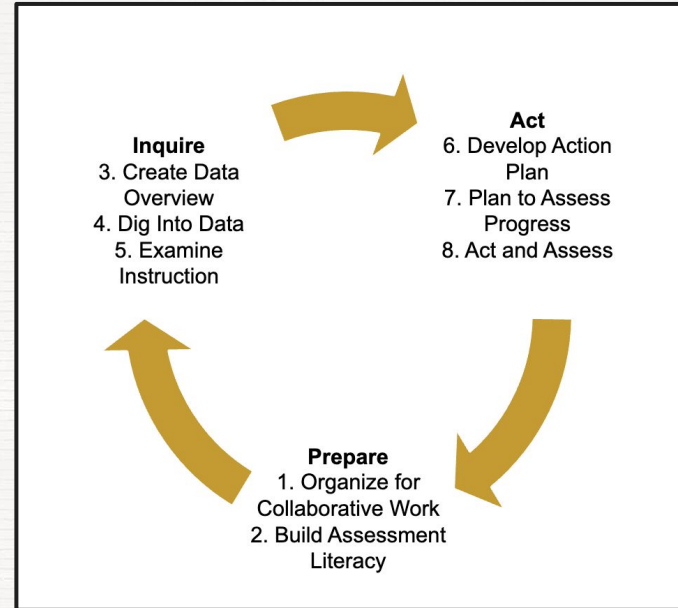 Inquire
3. Create Data
Overview
4. Dig Into Data
5. Examine
Instruction
Act
6. Develop Action
Plan
7. Plan to Assess
Progress
8. Act and Assess
Prepare
1. Organize for
Collaborative Work
2. Build Assessment
Literacy